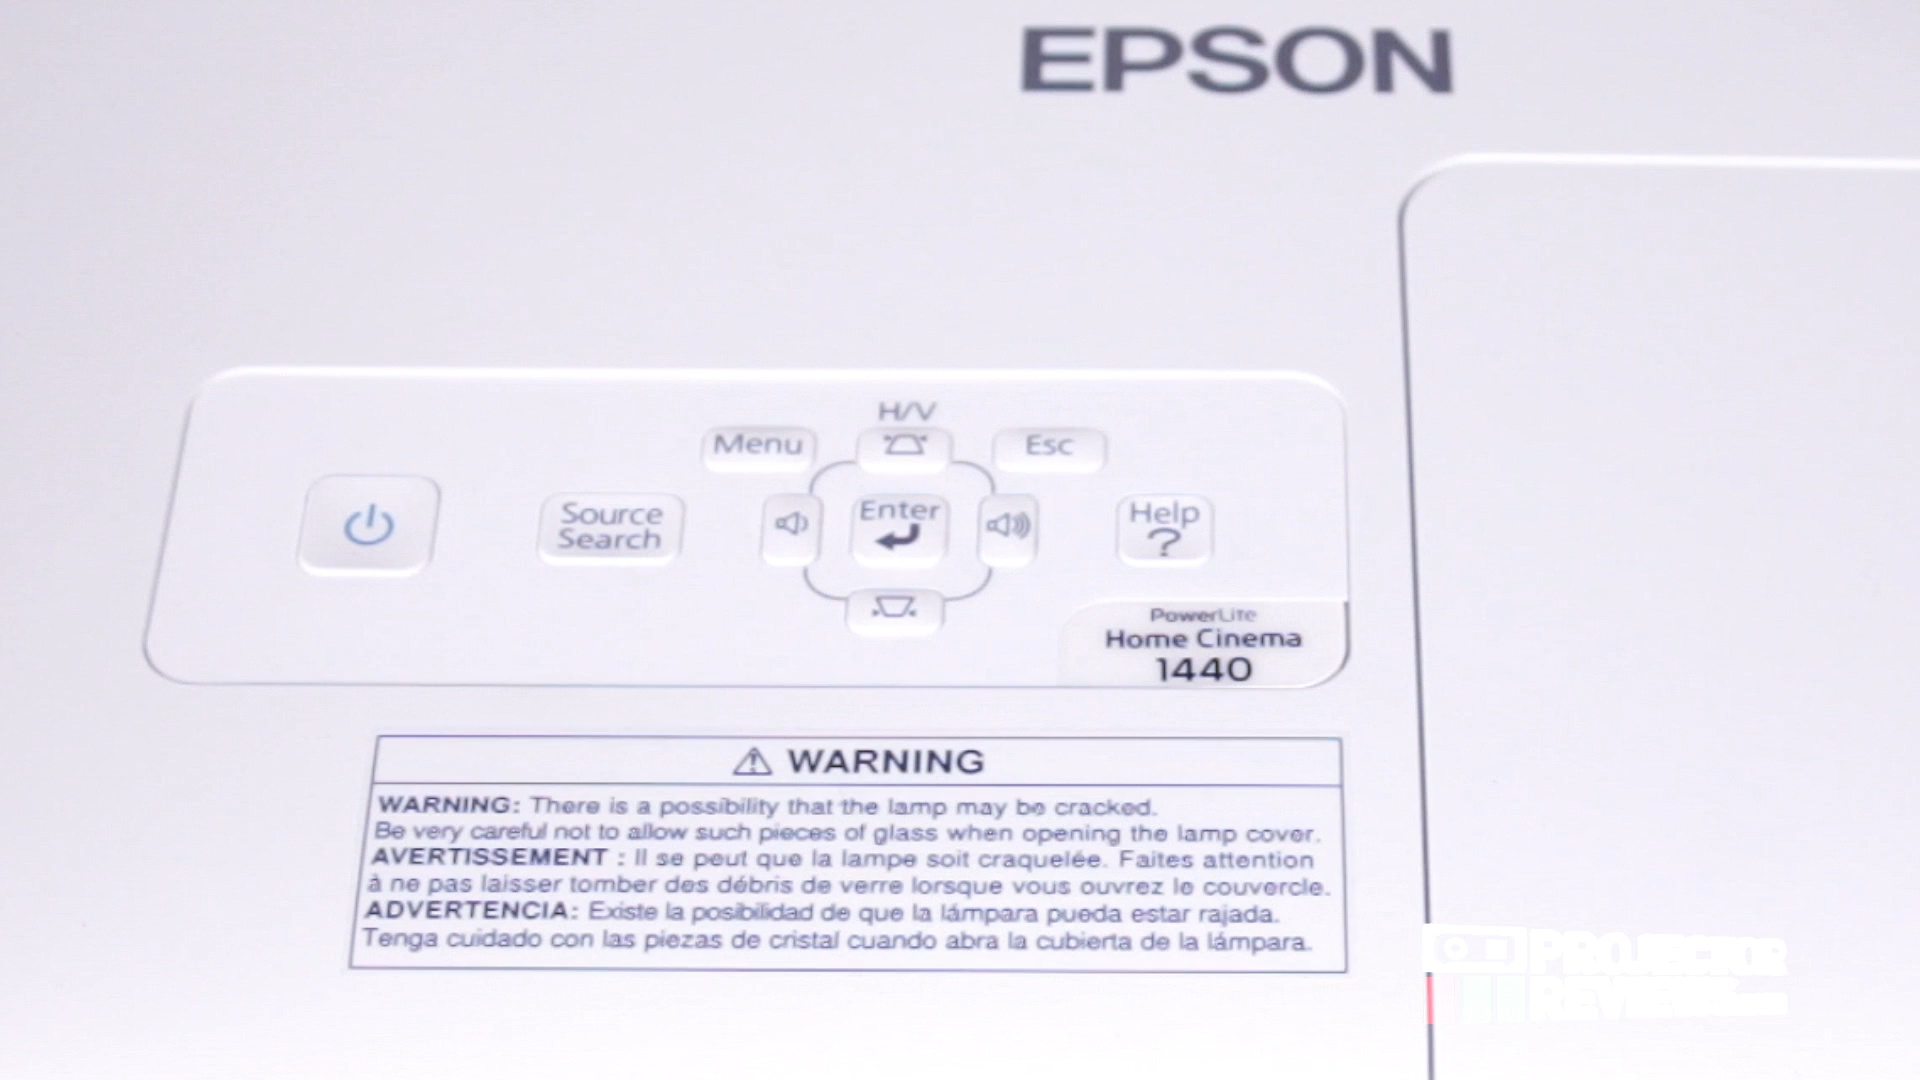 EPSON
H/V
Menu
Esc
Source
Search
Enter
Help
?
PowerLite
Home Cinema
1440
WARNING
WARNING: There is a possibility that the lamp may be cracked.
Be very careful not to allow such pieces of glass when opening the lamp cover.
AVERTISSEMENT : Il se peut que la lampe soit craquelée. Faites attention
à ne pas laisser tomber des débris de verre lorsque vous ouvrez le couvercle.
ADVERTENCIA: Existe la posibilidad de que la lámpara pueda estar rajada.
Tenga cuidado con las piezas de cristal cuando abra la cubierta de la lámpara.
PROJECTOR
REVIEWS